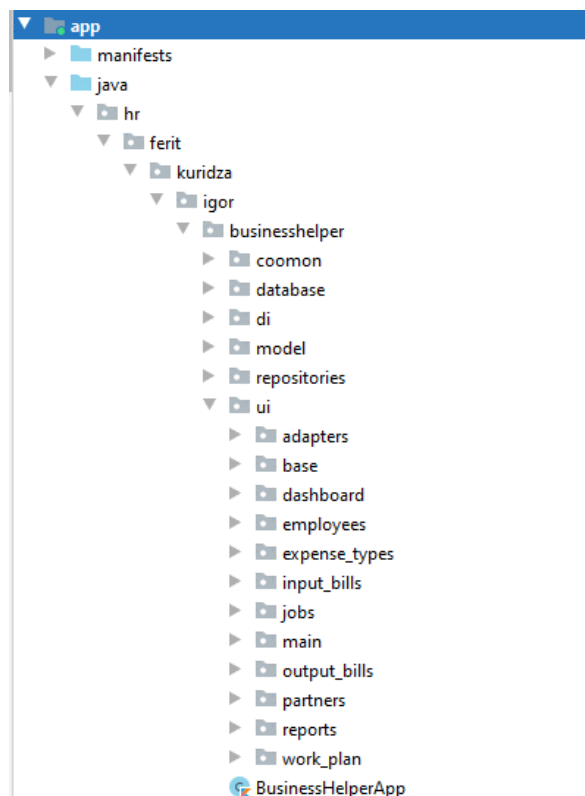 app
manifests
java
hr
ferit
kuridza
igor
businesshelper
coomon
database
di
model
repositories
ui
adapters
base
dashboard
employees
expense_types
input_bills
jobs
main
output_bills
partners
reports
work_plan
BusinessHelperApp